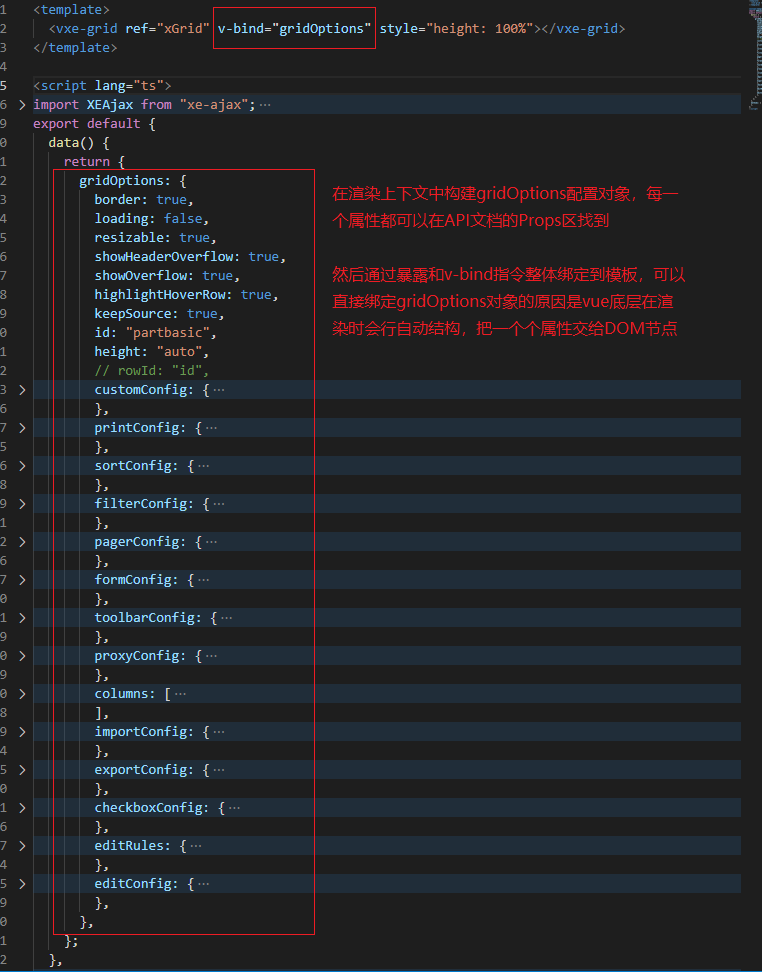 1 <template>
2 <vxe-grid ref="xGrid" v-bind="gridOptions" style="height: 100%"></vxe-grid>
3 </template>
4
5 <script lang="ts">
6 import XEAjax from "xe-ajax";···
9 export default {
0 data() {
1 return {
2 gridOptions: {
3 border: true,
4 loading: false,
5 resizable: true,
6 showHeaderOverflow: true,
7 showOverflow: true,
8 highlightHoverRow: true,
9 keepSource: true,
0 id: "partbasic",
1 height: "auto",
2 // rowId: "id",
3 customConfig: {···
6 },
7 printConfig: {···
5 },
6 sortConfig: {···
8 },
9 filterConfig: {···
1 },
2 pagerConfig: {···
6 },
7 formConfig: {···
0 },
1 toolbarConfig: {···
9 },
0 proxyConfig: {···
9 },
0 columns: [···
8 ],
9 importConfig: {···
4 },
5 exportConfig: {···
0 },
1 checkboxConfig: {···
6 },
7 editRules: {···
4 },
5 editConfig: {···
9 },
0 },
1 };
2 },
在渲染上下文中构建gridOptions配置对象，每一
个属性都可以在API文档的Props区找到
然后通过暴露和v-bind指令整体绑定到模板，可以
直接绑定gridOptions对象的原因是vue底层在渲
染时会行自动结构，把一个个属性交给DOM节点